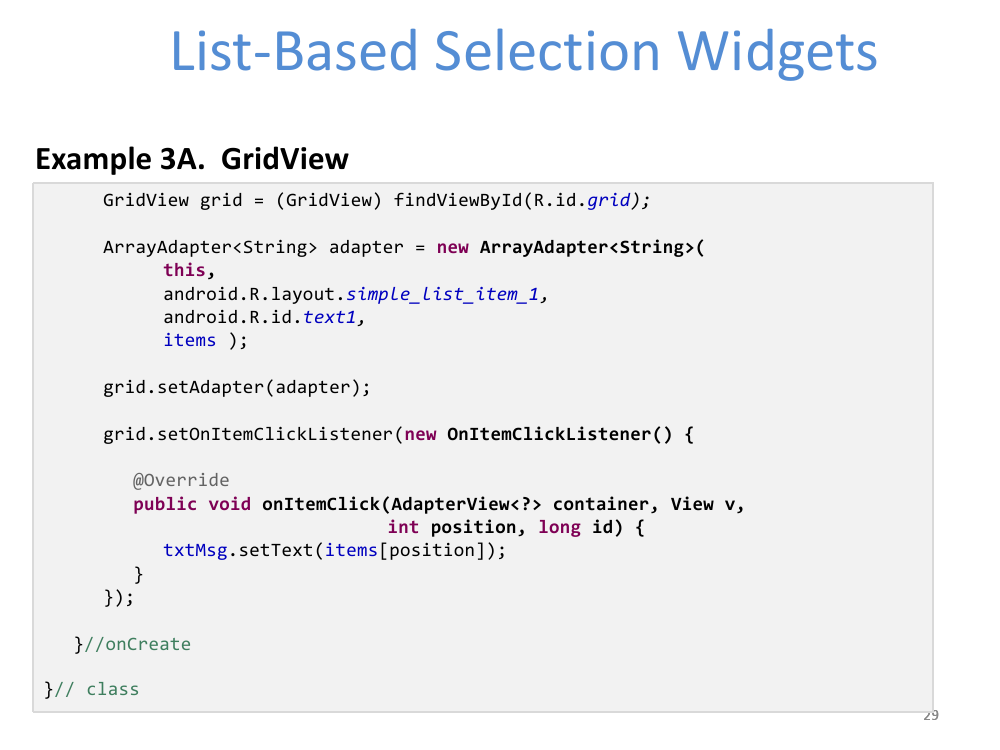 List-Based Selection Widgets
Example 3A.  GridView
GridView grid = (GridView) findViewById(R.id.grid);
ArrayAdapter<String> adapter = new ArrayAdapter<String>(
this,
android.R.layout.simple_list_item_1,
android.R.id.text1,
items );
grid.setAdapter(adapter);
grid.setOnItemClickListener(new OnItemClickListener() {
@Override
public void onItemClick(AdapterView<?> container, View v,
int position, long id) {
txtMsg.setText(items[position]);
}
});
}//onCreate
}// class
29